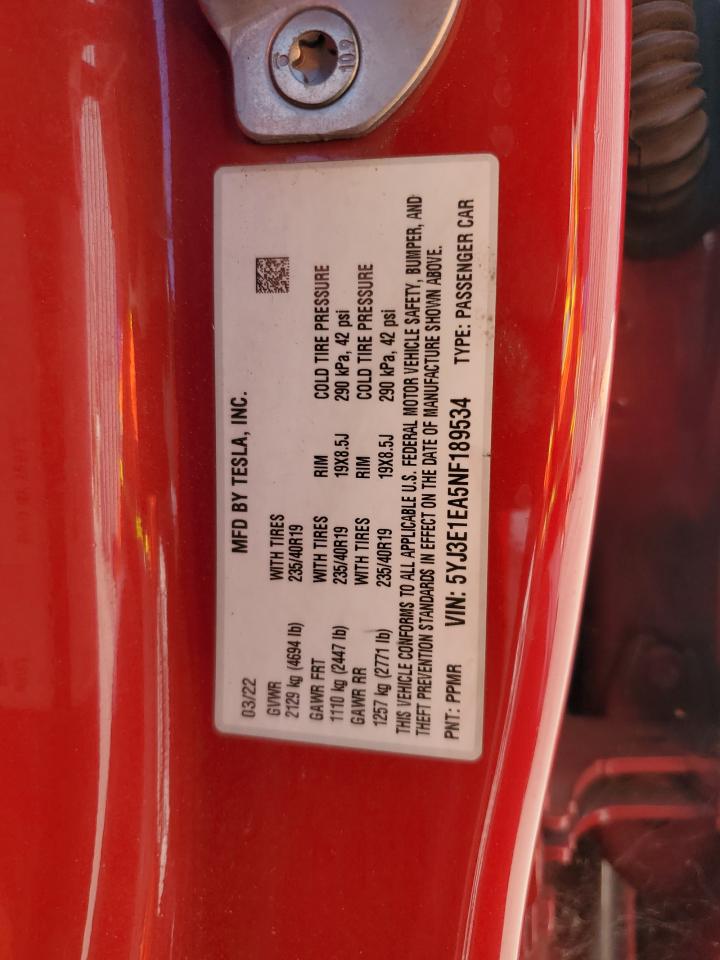 10.9
MFD BY TESLA, INC.
03/22
GVWR WITH TIRES
2129 kg (4694 lb) 235/40R19
GAWR FRT WITH TIRES RIM COLD TIRE PRESSURE
1110 kg (2447 lb) 235/40R19 19X8.5J 290 kPa, 42 psi
GAWR RR WITH TIRES RIM COLD TIRE PRESSURE
1257 kg (2771 lb) 235/40R19 19X8.5J 290 kPa, 42 psi
THIS VEHICLE CONFORMS TO ALL APPLICABLE U.S. FEDERAL MOTOR VEHICLE SAFETY, BUMPER, AND
THEFT PREVENTION STANDARDS IN EFFECT ON THE DATE OF MANUFACTURE SHOWN ABOVE.
PNT: PPMR VIN: 5YJ3E1EA5NF189534 TYPE: PASSENGER CAR